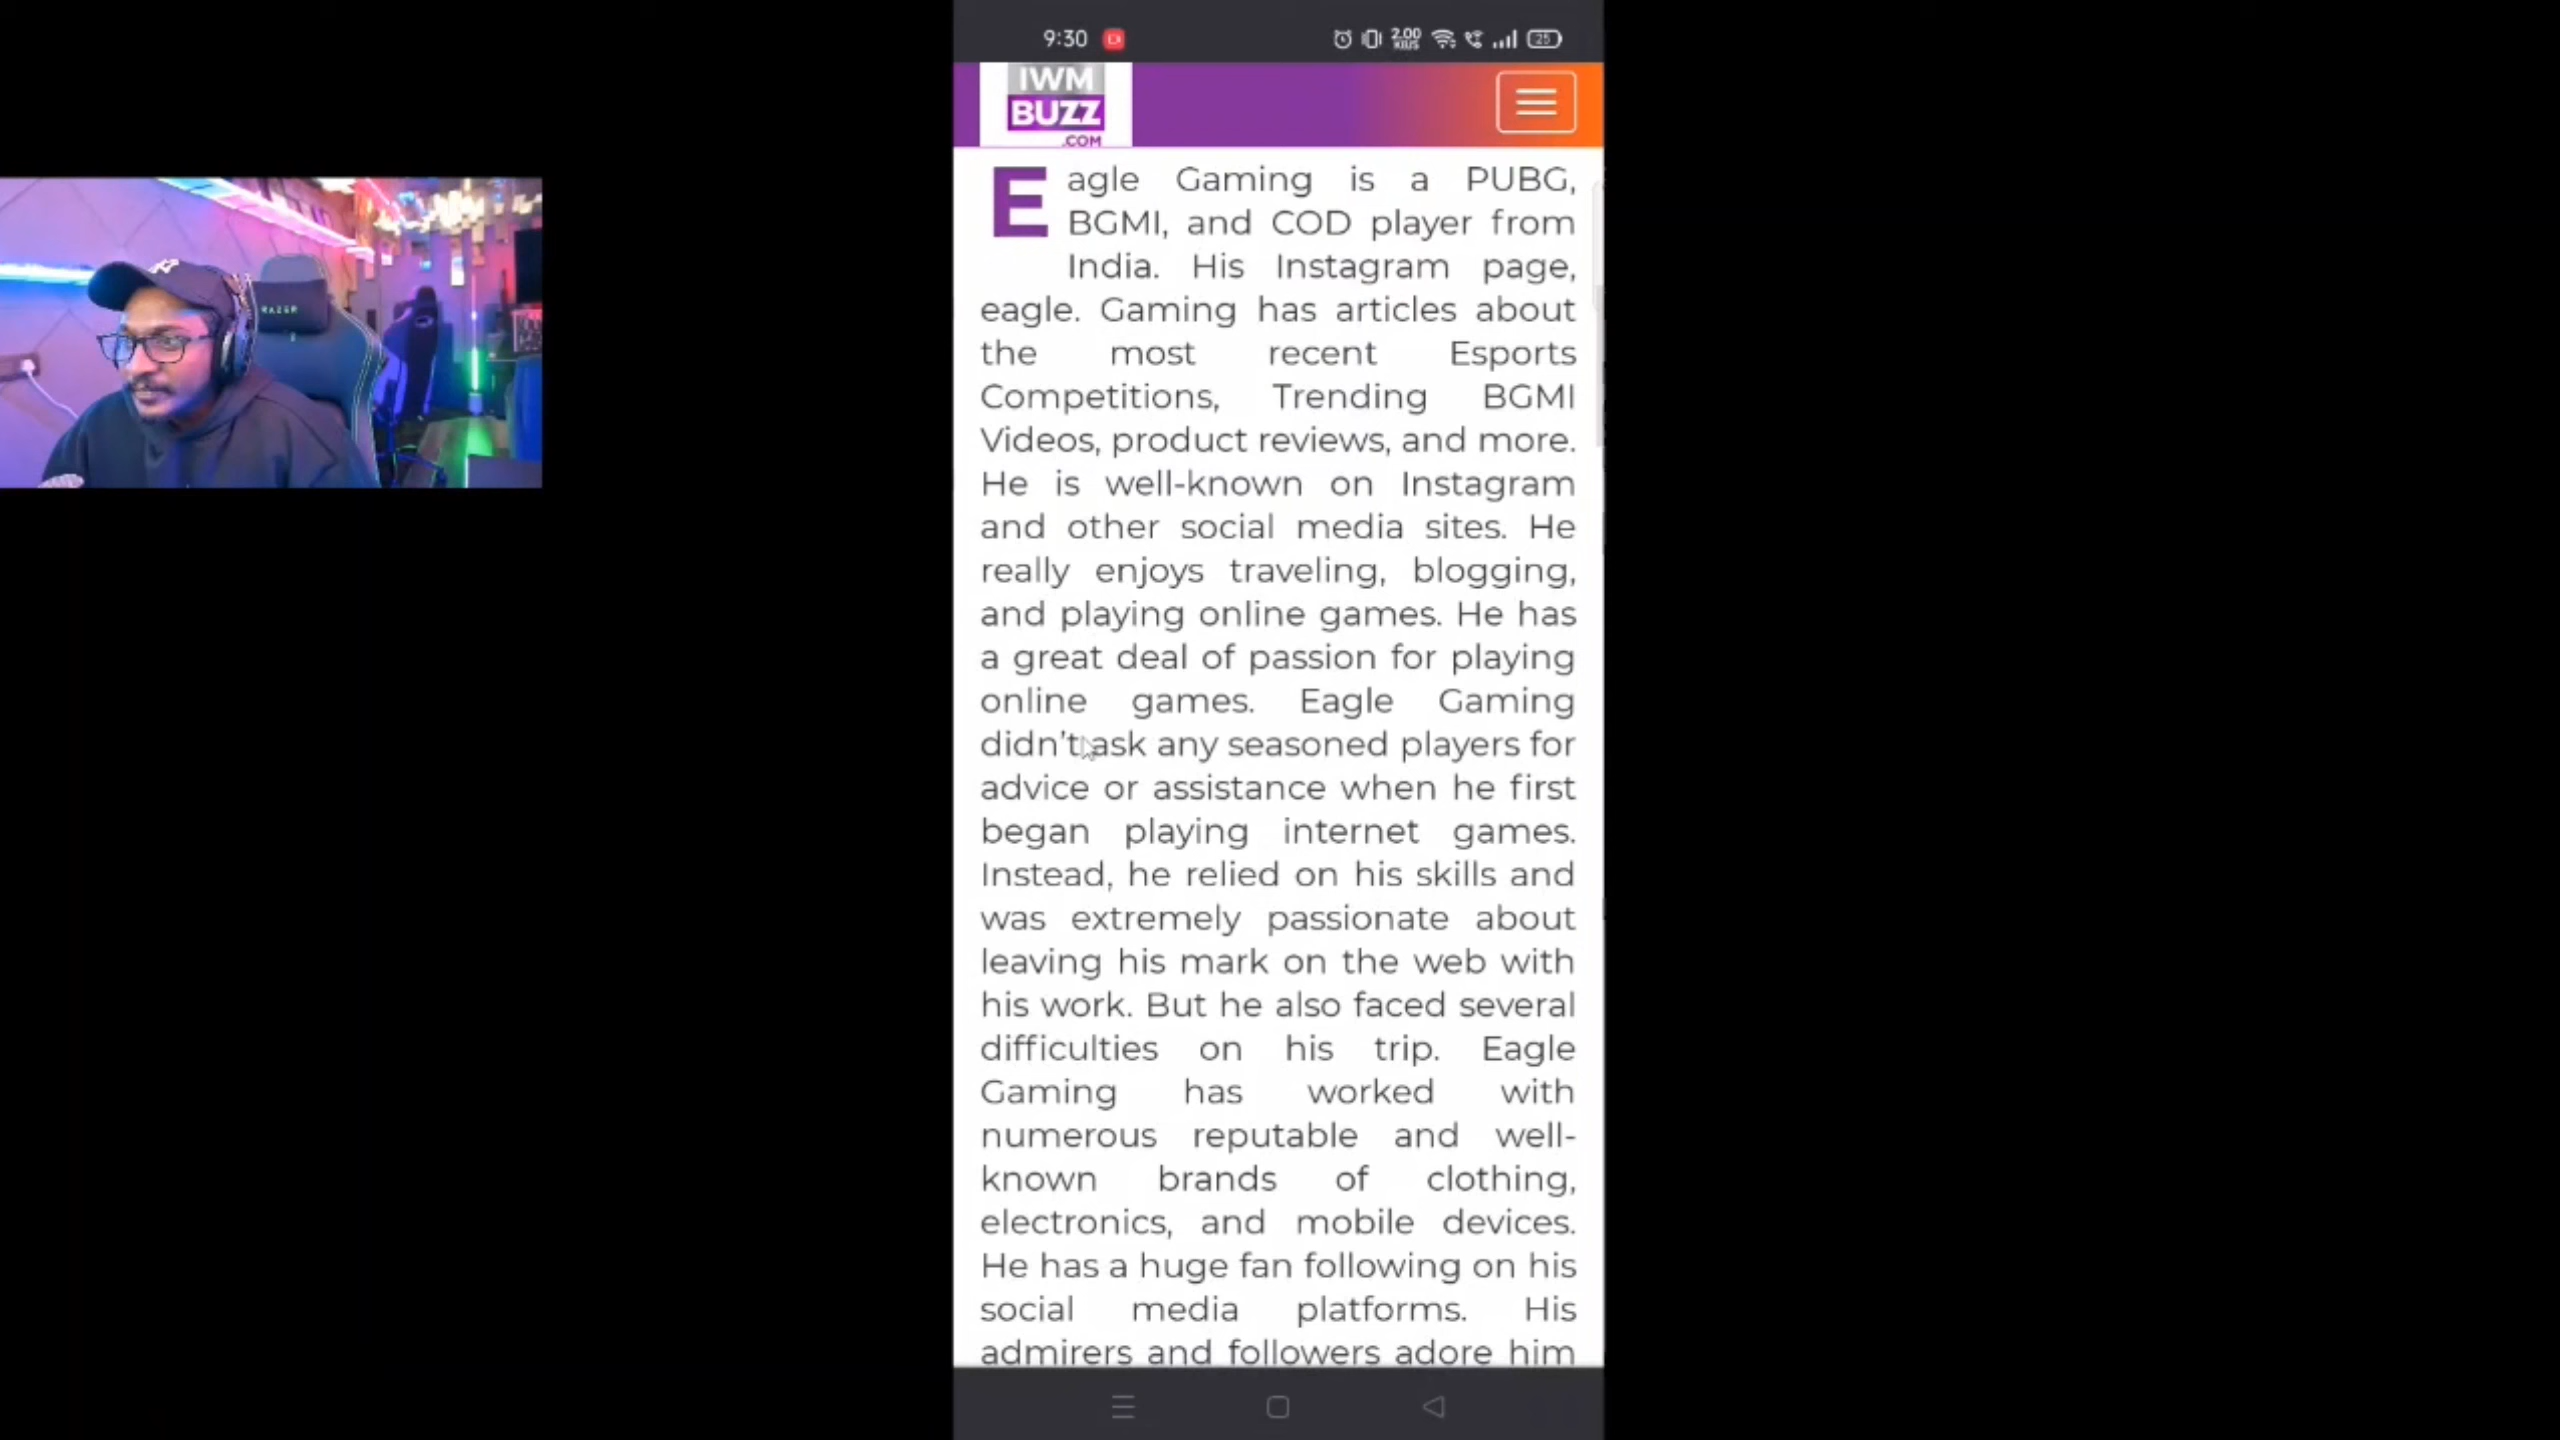 9:30
2.00
KB/S
25
IWM
BUZZ
.COM
RAZER
Eagle Gaming is a PUBG,
BGMI, and COD player from
India. His Instagram page,
eagle. Gaming has articles about
the most recent Esports
Competitions, Trending BGMI
Videos, product reviews, and more.
He is well-known on Instagram
and other social media sites. He
really enjoys traveling, blogging,
and playing online games. He has
a great deal of passion for playing
online games. Eagle Gaming
didn't ask any seasoned players for
advice or assistance when he first
began playing internet games.
Instead, he relied on his skills and
was extremely passionate about
leaving his mark on the web with
his work. But he also faced several
difficulties on his trip. Eagle
Gaming has worked with
numerous reputable and well-
known brands of clothing,
electronics, and mobile devices.
He has a huge fan following on his
social media platforms. His
admirers and followers adore him